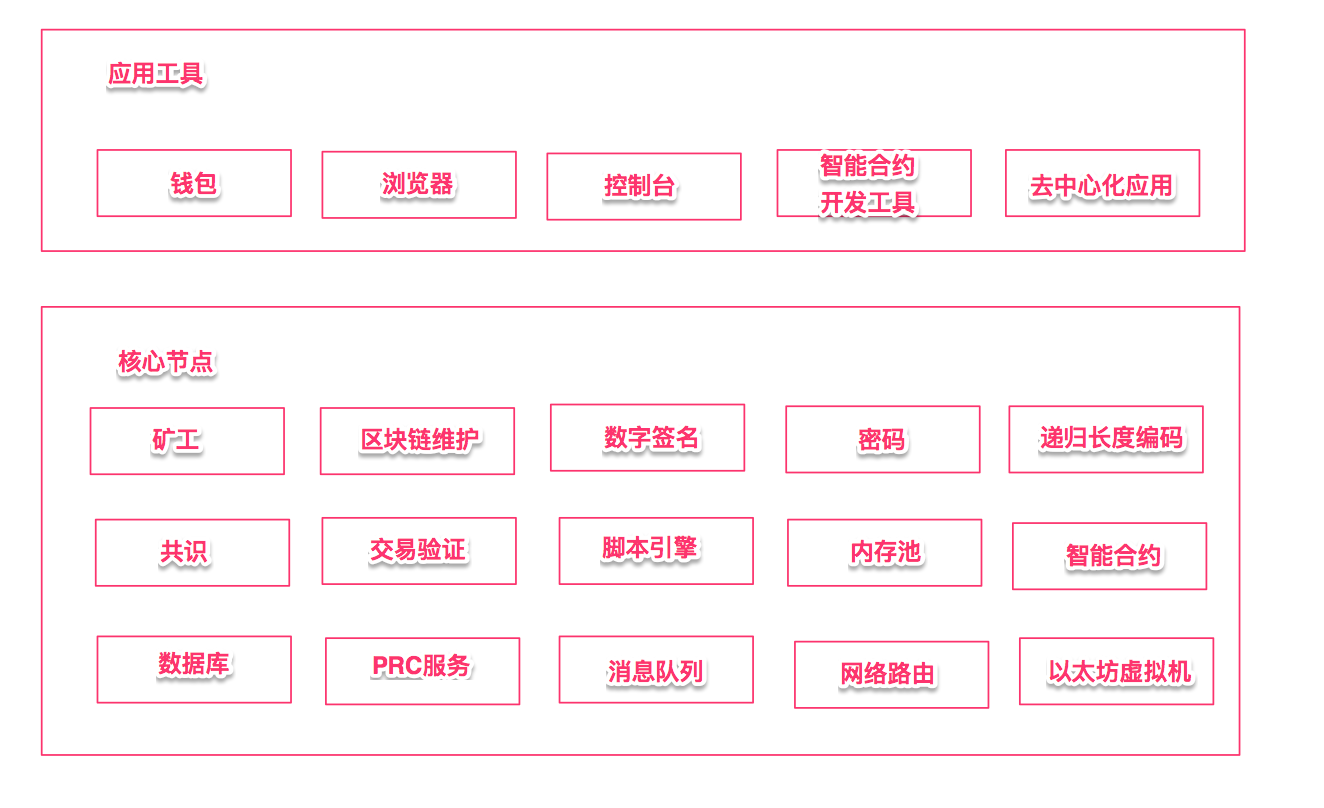 应用工具
钱包
浏览器
控制台
智能合约
开发工具
去中心化应用
核心节点
矿工
区块链维护
数字签名
密码
递归长度编码
共识
交易验证
脚本引擎
内存池
智能合约
数据库
PRC服务
消息队列
网络路由
以太坊虚拟机